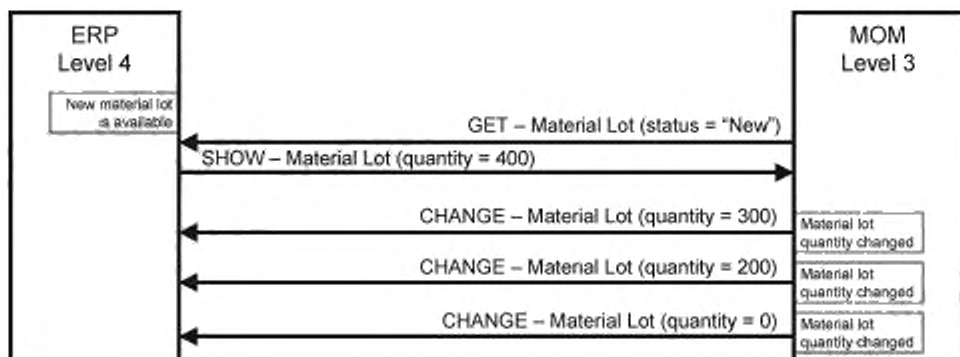 ERP
Level 4
MOM
Level 3
New material lot
is available
GET – Material Lot (status = “New”)
SHOW – Material Lot (quantity = 400)
CHANGE – Material Lot (quantity = 300)
Material lot
quantity changed
CHANGE – Material Lot (quantity = 200)
Material lot
quantity changed
CHANGE – Material Lot (quantity = 0)
Material lot
quantity changed